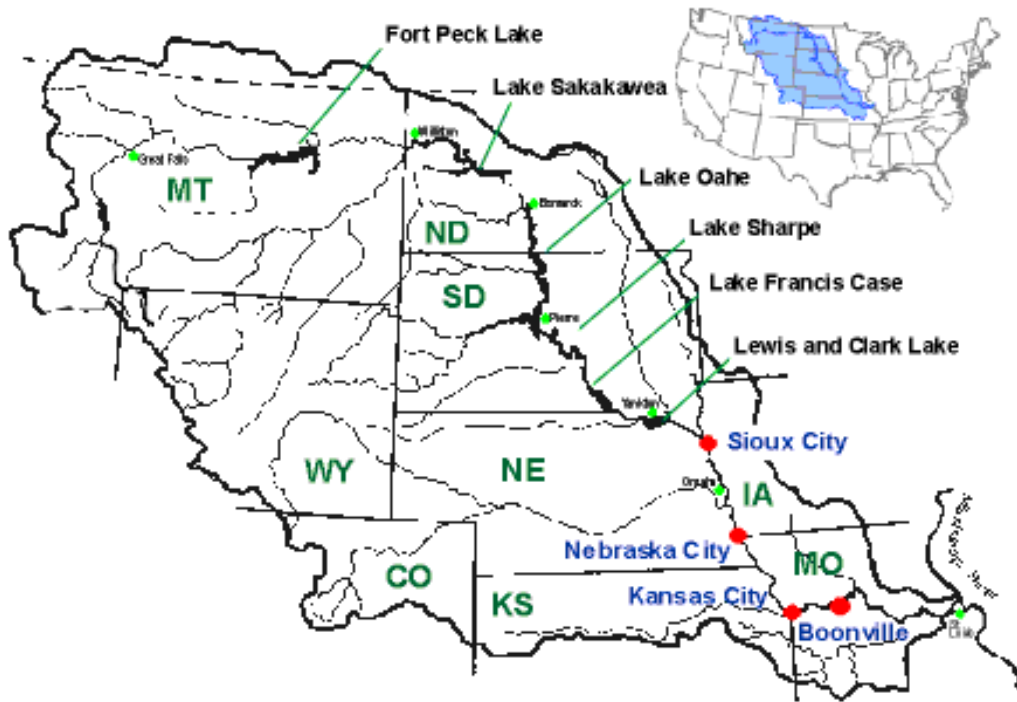 Fort Peck Lake
Lake Sakakawea
Williston
Great Falls
MT
Lake Oahe
Bismarck
ND
Lake Sharpe
SD
Lake Francis Case
Pierre
Lewis and Clark Lake
Yankton
Sioux City
WY
NE
Omaha
IA
Nebraska City
MO
CO
KS
Kansas City
Boonville